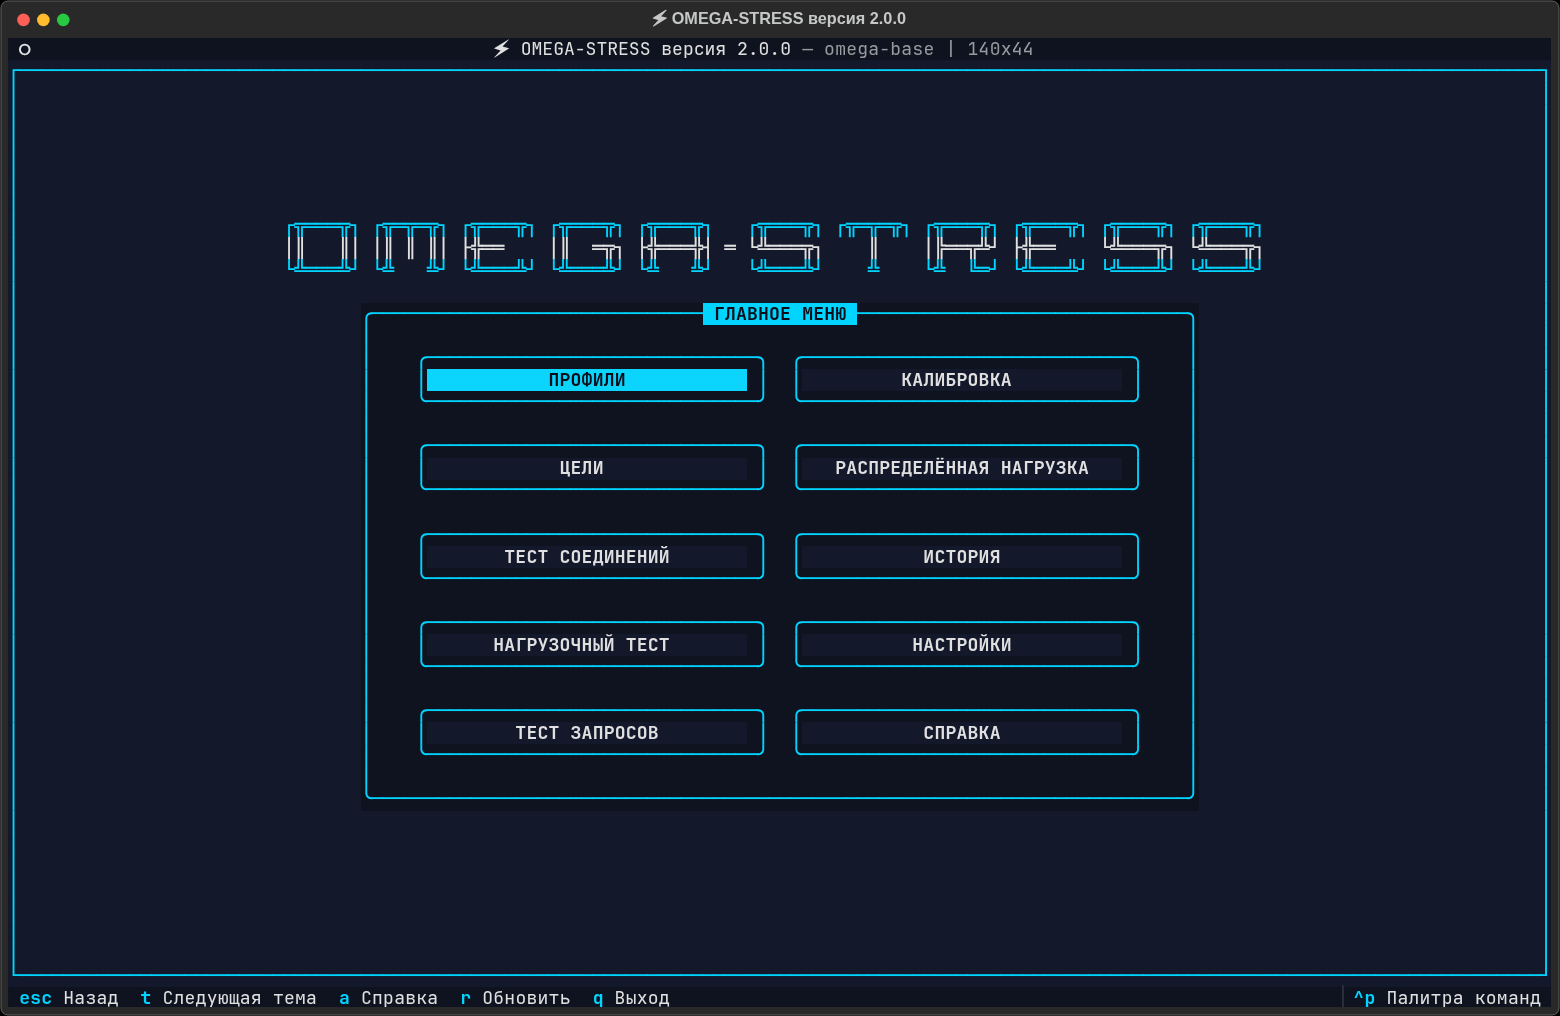 ⚡ OMEGA-STRESS версия 2.0.0
⚡ OMEGA-STRESS версия 2.0.0 — omega-base | 140x44
OMEGA-STRESS
ГЛАВНОЕ МЕНЮ
ПРОФИЛИ КАЛИБРОВКА
ЦЕЛИ РАСПРЕДЕЛЁННАЯ НАГРУЗКА
ТЕСТ СОЕДИНЕНИЙ ИСТОРИЯ
НАГРУЗОЧНЫЙ ТЕСТ НАСТРОЙКИ
ТЕСТ ЗАПРОСОВ СПРАВКА
esc Назад t Следующая тема a Справка r Обновить q Выход ^p Палитра команд